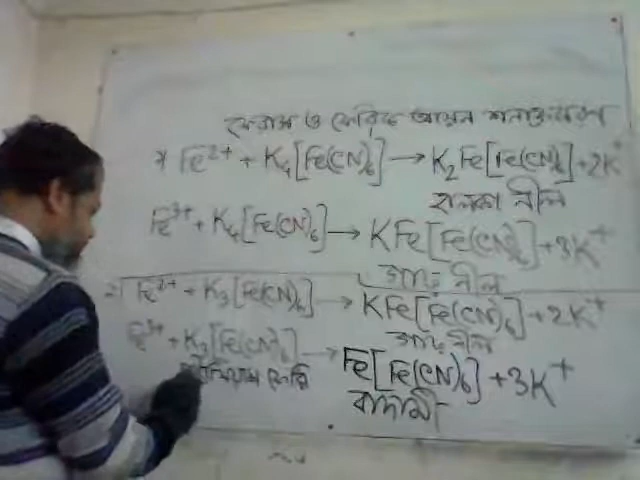 ফেরাস ও ফেরিক আয়ন শনাক্তকরণ
Fe²⁺ + K₄[Fe(CN)₆] → K₂Fe[Fe(CN)₆] + 2K⁺
হালকা নীল
Fe³⁺ + K₄[Fe(CN)₆] → KFe[Fe(CN)₆] + 3K⁺
গাঢ় নীল
Fe²⁺ + K₃[Fe(CN)₆] → KFe[Fe(CN)₆] + 2K⁺
গাঢ় নীল
Fe³⁺ + K₃[Fe(CN)₆] → Fe[Fe(CN)₆] + 3K⁺
বাদামী